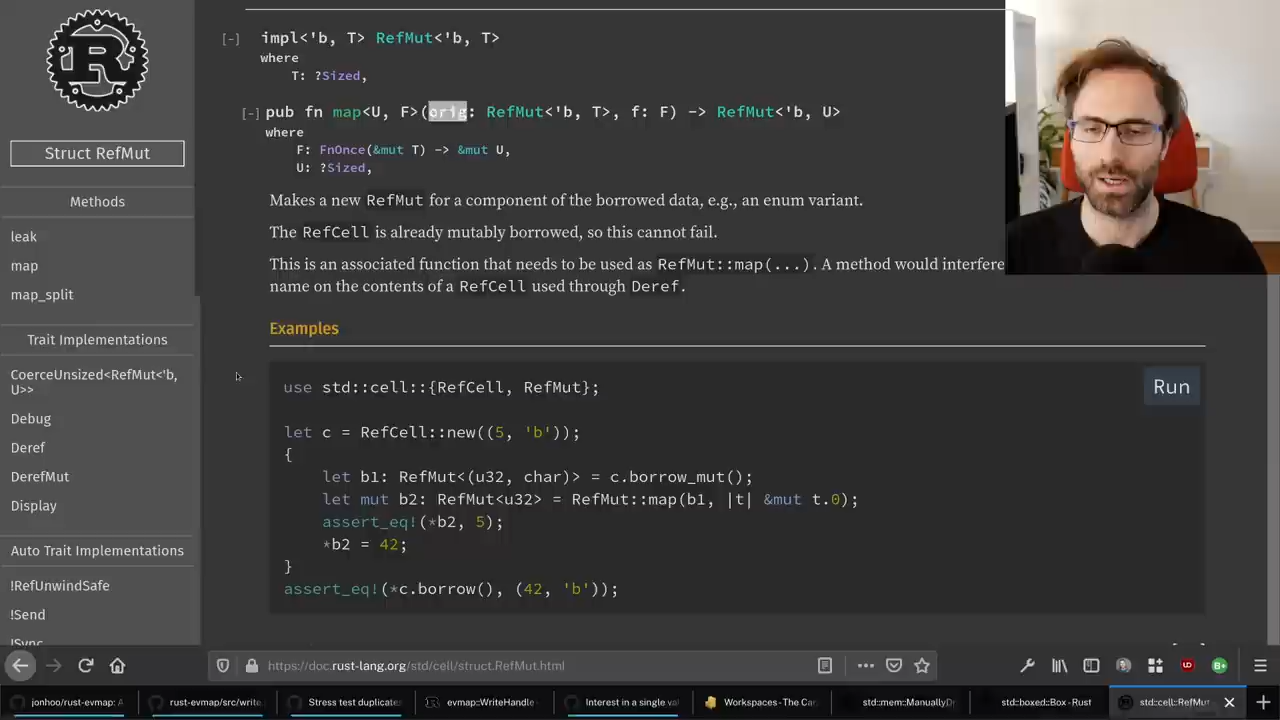 Struct RefMut
Methods
leak
map
map_split
Trait Implementations
CoerceUnsized<RefMut<'b,
U>>
Debug
Deref
DerefMut
Display
Auto Trait Implementations
!RefUnwindSafe
!Send
!Sync
[-] impl<'b, T> RefMut<'b, T>
where
T: ?Sized,
[-] pub fn map<U, F>(orig: RefMut<'b, T>, f: F) -> RefMut<'b, U>
where
F: FnOnce(&mut T) -> &mut U,
U: ?Sized,
Makes a new RefMut for a component of the borrowed data, e.g., an enum variant.
The RefCell is already mutably borrowed, so this cannot fail.
This is an associated function that needs to be used as RefMut::map(...). A method would interfere
name on the contents of a RefCell used through Deref.
Examples
use std::cell::{RefCell, RefMut};
Run
let c = RefCell::new((5, 'b'));
{
let b1: RefMut<(u32, char)> = c.borrow_mut();
let mut b2: RefMut<u32> = RefMut::map(b1, |t| &mut t.0);
assert_eq!(*b2, 5);
*b2 = 42;
}
assert_eq!(*c.borrow(), (42, 'b'));
https://doc.rust-lang.org/std/cell/struct.RefMut.html
jonhoo/rust-evmap: A
rust-evmap/src/write
Stress test duplicate
evmap::WriteHandle
Interest in a single va
Workspaces - The Car
std::mem::ManuallyDr
std::boxed::Box - Rust
std::cell::RefMut